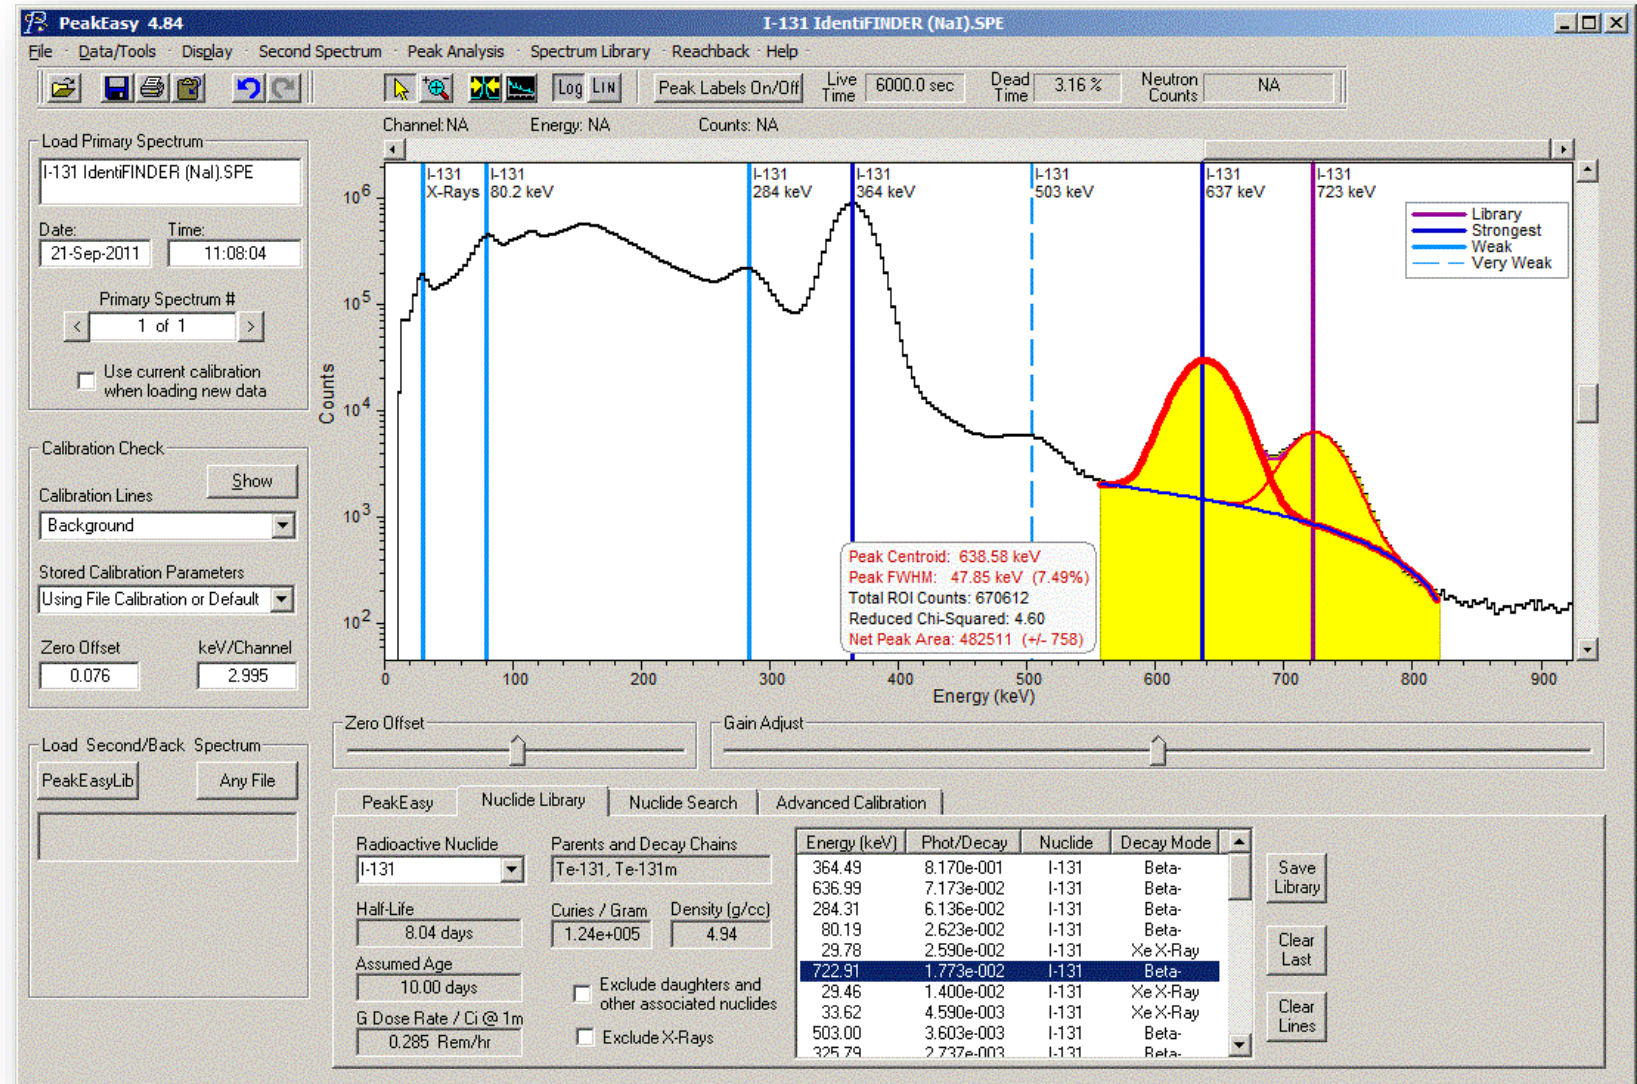 PeakEasy 4.84
I-131 IdentiFINDER (NaI).SPE
File Data/Tools Display Second Spectrum Peak Analysis Spectrum Library Reachback Help
Log LIN Peak Labels On/Off Live Time 6000.0 sec Dead Time 3.16 % Neutron Counts NA
Channel:NA Energy: NA Counts: NA
Load Primary Spectrum
I-131 IdentiFINDER (NaI).SPE
Date: Time:
21-Sep-2011 11:08:04
Primary Spectrum #
< 1 of 1 >
Use current calibration
when loading new data
Calibration Check
Show
Calibration Lines
Background
Stored Calibration Parameters
Using File Calibration or Default
Zero Offset keV/Channel
0.076 2.995
Load Second/Back Spectrum
PeakEasyLib Any File
I-131 I-131 I-131 I-131 I-131 I-131 I-131
X-Rays 80.2 keV 284 keV 364 keV 503 keV 637 keV 723 keV
Library
Strongest
Weak
Very Weak
10^6
10^5
10^4
10^3
10^2
Counts
Peak Centroid: 638.58 keV
Peak FWHM: 47.85 keV (7.49%)
Total ROI Counts: 670612
Reduced Chi-Squared: 4.60
Net Peak Area: 482511 (+/- 758)
0 100 200 300 400 500 600 700 800 900
Energy (keV)
Zero Offset Gain Adjust
PeakEasy Nuclide Library Nuclide Search Advanced Calibration
Radioactive Nuclide
I-131
Parents and Decay Chains
Te-131, Te-131m
Half-Life
8.04 days
Curies / Gram Density (g/cc)
1.24e+005 4.94
Assumed Age
10.00 days
Exclude daughters and
other associated nuclides
G Dose Rate / Ci @ 1m
0.285 Rem/hr
Exclude X-Rays
Energy (keV) Phot/Decay Nuclide Decay Mode
364.49 8.170e-001 I-131 Beta-
636.99 7.173e-002 I-131 Beta-
284.31 6.136e-002 I-131 Beta-
80.19 2.623e-002 I-131 Beta-
29.78 2.590e-002 I-131 Xe X-Ray
722.91 1.773e-002 I-131 Beta-
29.46 1.400e-002 I-131 Xe X-Ray
33.62 4.590e-003 I-131 Xe X-Ray
503.00 3.603e-003 I-131 Beta-
325.79 2.737e-003 I-131 Beta-
Save
Library
Clear
Last
Clear
Lines